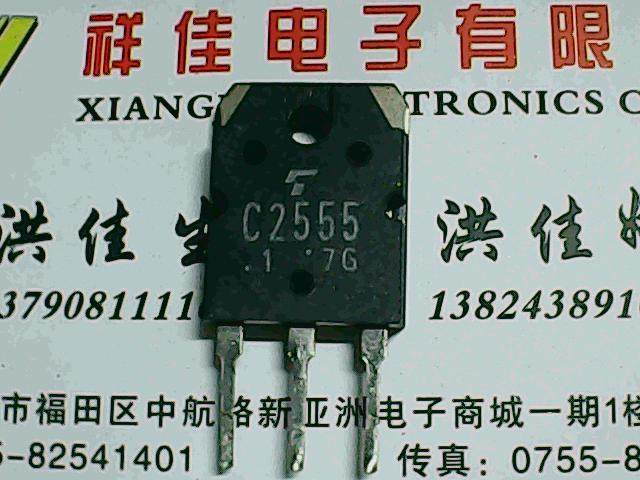 祥佳电子有限
XIANG TRONICS C
C2555
.1 7G
洪佳 洪佳
379081111 1382438910
市福田区中航 路新亚洲电子商城一期1楼
5-82541401 传真：0755-8